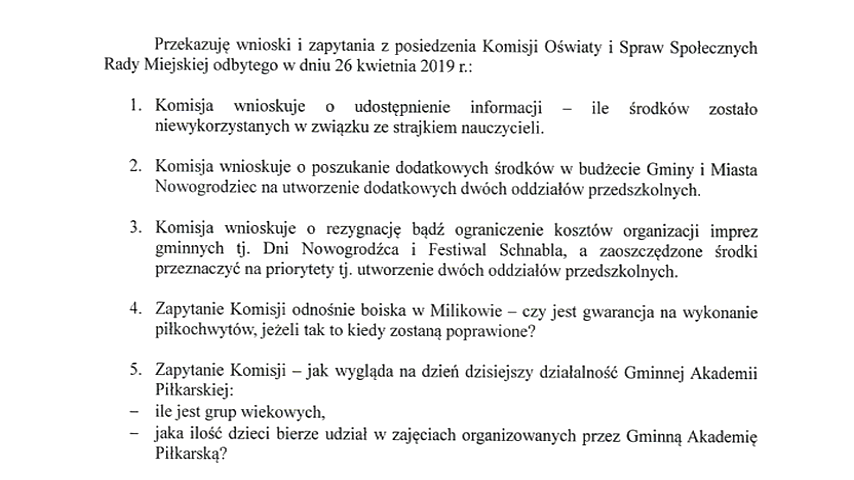 Przekazuję wnioski i zapytania z posiedzenia Komisji Oświaty i Spraw Społecznych
Rady Miejskiej odbytego w dniu 26 kwietnia 2019 r.:
1. Komisja wnioskuje o udostępnienie informacji – ile środków zostało
niewykorzystanych w związku ze strajkiem nauczycieli.
2. Komisja wnioskuje o poszukanie dodatkowych środków w budżecie Gminy i Miasta
Nowogrodziec na utworzenie dodatkowych dwóch oddziałów przedszkolnych.
3. Komisja wnioskuje o rezygnację bądź ograniczenie kosztów organizacji imprez
gminnych tj. Dni Nowogrodźca i Festiwal Schnabla, a zaoszczędzone środki
przeznaczyć na priorytety tj. utworzenie dwóch oddziałów przedszkolnych.
4. Zapytanie Komisji odnośnie boiska w Milikowie – czy jest gwarancja na wykonanie
piłkochwytów, jeżeli tak to kiedy zostaną poprawione?
5. Zapytanie Komisji – jak wygląda na dzień dzisiejszy działalność Gminnej Akademii
Piłkarskiej:
– ile jest grup wiekowych,
– jaka ilość dzieci bierze udział w zajęciach organizowanych przez Gminną Akademię
Piłkarską?